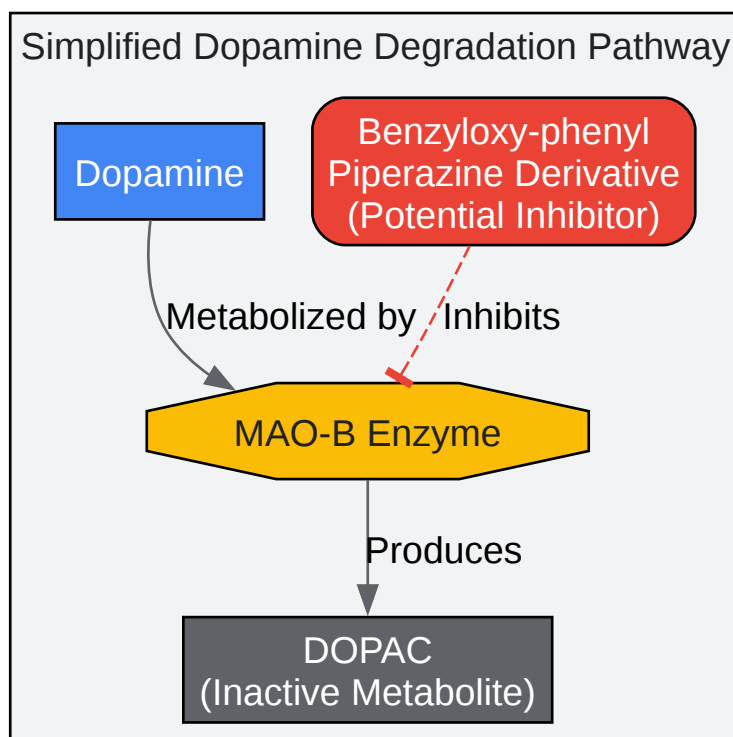 Simplified Dopamine Degradation Pathway
Dopamine
Benzyloxy-phenyl
Piperazine Derivative
(Potential Inhibitor)
Metabolized by
Inhibits
MAO-B Enzyme
Produces
DOPAC
(Inactive Metabolite)